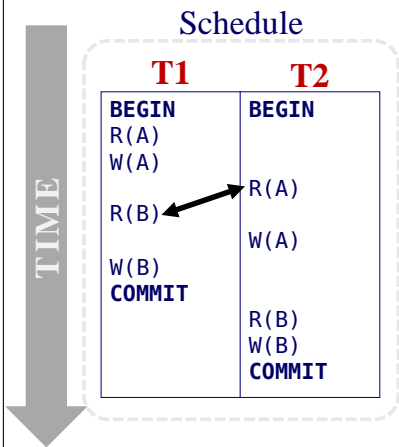 Schedule
T1 T2
BEGIN BEGIN
R(A)
W(A)
R(A)
R(B)
W(A)
W(B)
COMMIT
R(B)
W(B)
COMMIT
TIME